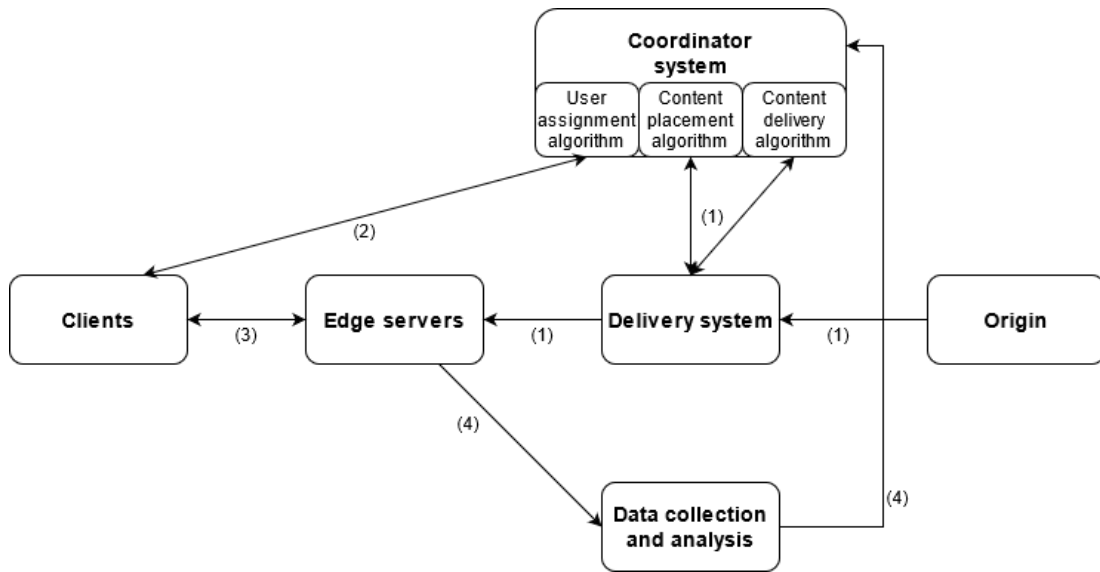 Coordinator
system
User
assignment
algorithm
Content
placement
algorithm
Content
delivery
algorithm
(2)
(1)
Clients
(3)
Edge servers
(1)
Delivery system
(1)
Origin
(4)
Data collection
and analysis
(4)